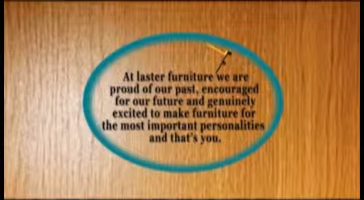 At laster furniture we are
proud of our past, encouraged
for our future and genuinely
excited to make furniture for
the most important personalities
and that's you.